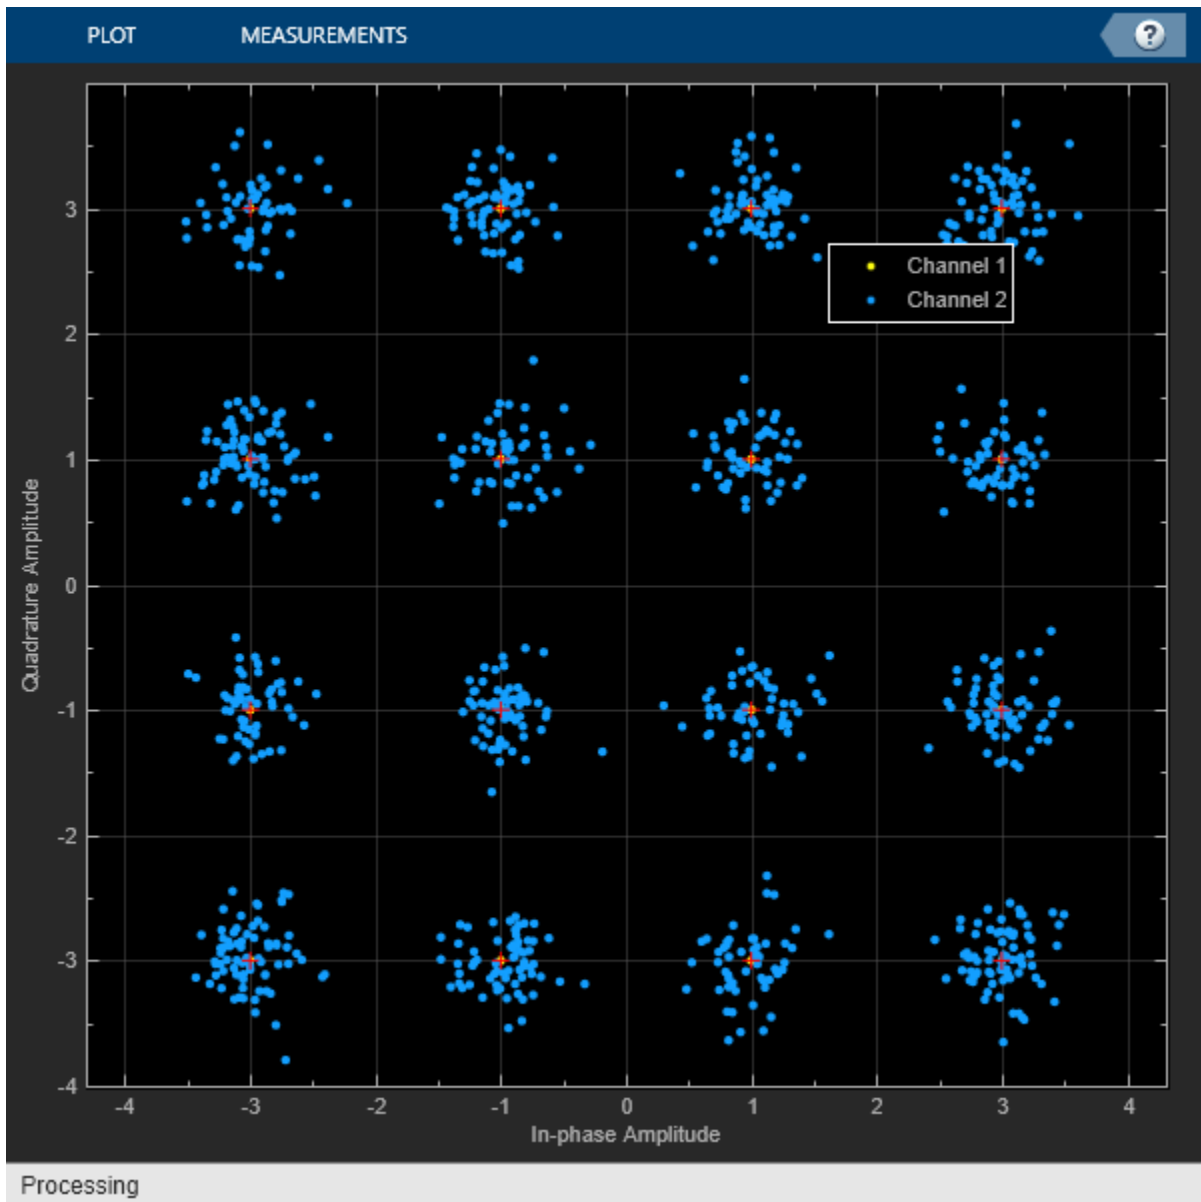 PLOT MEASUREMENTS ?
3
Channel 1
Channel 2
2
1
0
-1
-2
-3
-4
-4 -3 -2 -1 0 1 2 3 4
Quadrature Amplitude
In-phase Amplitude
Processing